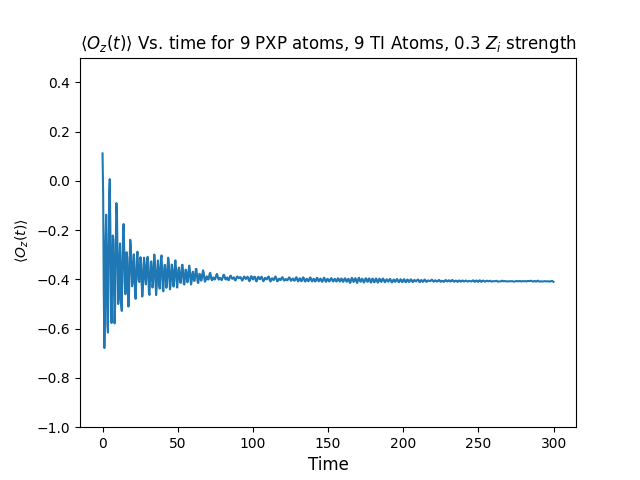 ⟨O_z(t)⟩ Vs. time for 9 PXP atoms, 9 TI Atoms, 0.3 Z_i strength
0.4
0.2
0.0
−0.2
−0.4
−0.6
−0.8
−1.0
⟨O_z(t)⟩
0 50 100 150 200 250 300
Time